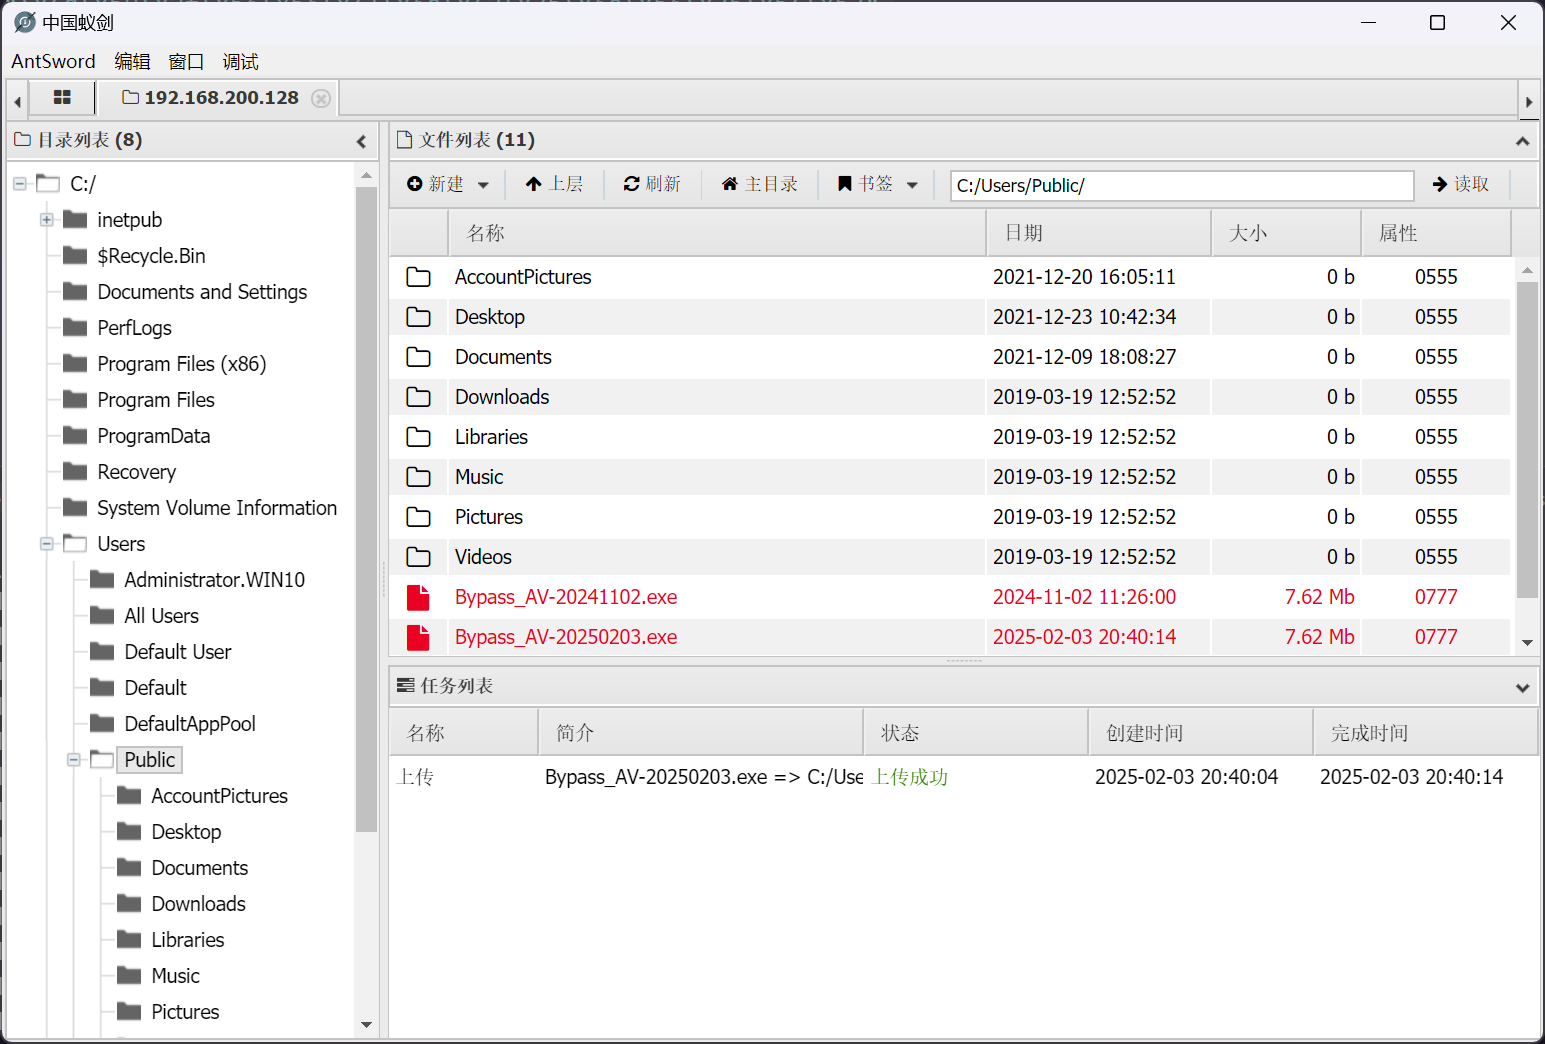 中国蚁剑
AntSword 编辑 窗口 调试
192.168.200.128
目录列表 (8)
C:/
inetpub
$Recycle.Bin
Documents and Settings
PerfLogs
Program Files (x86)
Program Files
ProgramData
Recovery
System Volume Information
Users
Administrator.WIN10
All Users
Default User
Default
DefaultAppPool
Public
AccountPictures
Desktop
Documents
Downloads
Libraries
Music
Pictures
文件列表 (11)
新建 上层 刷新 主目录 书签 C:/Users/Public/ 读取
名称 日期 大小 属性
AccountPictures 2021-12-20 16:05:11 0 b 0555
Desktop 2021-12-23 10:42:34 0 b 0555
Documents 2021-12-09 18:08:27 0 b 0555
Downloads 2019-03-19 12:52:52 0 b 0555
Libraries 2019-03-19 12:52:52 0 b 0555
Music 2019-03-19 12:52:52 0 b 0555
Pictures 2019-03-19 12:52:52 0 b 0555
Videos 2019-03-19 12:52:52 0 b 0555
Bypass_AV-20241102.exe 2024-11-02 11:26:00 7.62 Mb 0777
Bypass_AV-20250203.exe 2025-02-03 20:40:14 7.62 Mb 0777
任务列表
名称 简介 状态 创建时间 完成时间
上传 Bypass_AV-20250203.exe => C:/Use 上传成功 2025-02-03 20:40:04 2025-02-03 20:40:14